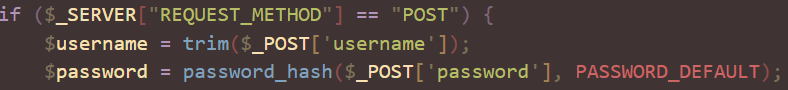 if ($_SERVER["REQUEST_METHOD"] == "POST") {
    $username = trim($_POST['username']);
    $password = password_hash($_POST['password'], PASSWORD_DEFAULT);